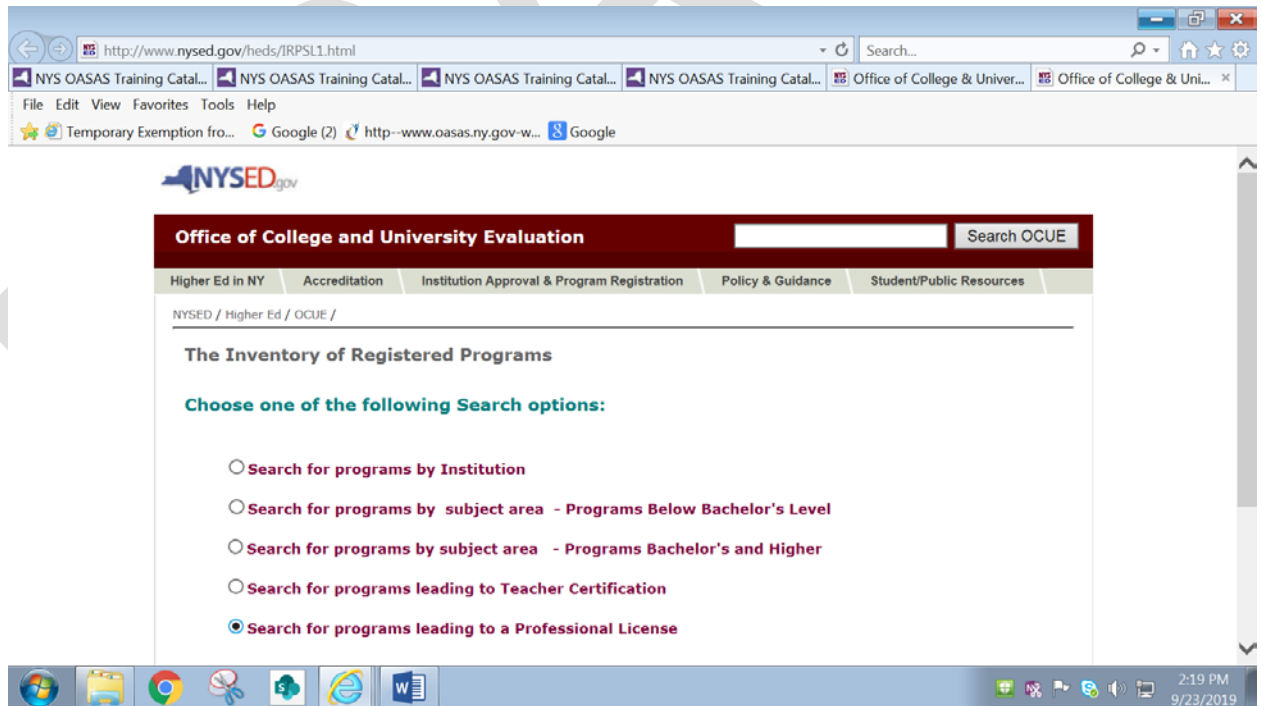 http://www.nysed.gov/heds/IRPSL1.html Search...
NYS OASAS Training Catal... NYS OASAS Training Catal... NYS OASAS Training Catal... NYS OASAS Training Catal... Office of College & Univer... Office of College & Uni... ×
File Edit View Favorites Tools Help
Temporary Exemption fro... G Google (2) http--www.oasas.ny.gov-w... 8 Google
NYSED.gov
Office of College and University Evaluation Search OCUE
Higher Ed in NY Accreditation Institution Approval & Program Registration Policy & Guidance Student/Public Resources
NYSED / Higher Ed / OCUE /
The Inventory of Registered Programs
Choose one of the following Search options:
Search for programs by Institution
Search for programs by subject area - Programs Below Bachelor's Level
Search for programs by subject area - Programs Bachelor's and Higher
Search for programs leading to Teacher Certification
Search for programs leading to a Professional License
2:19 PM
9/23/2019